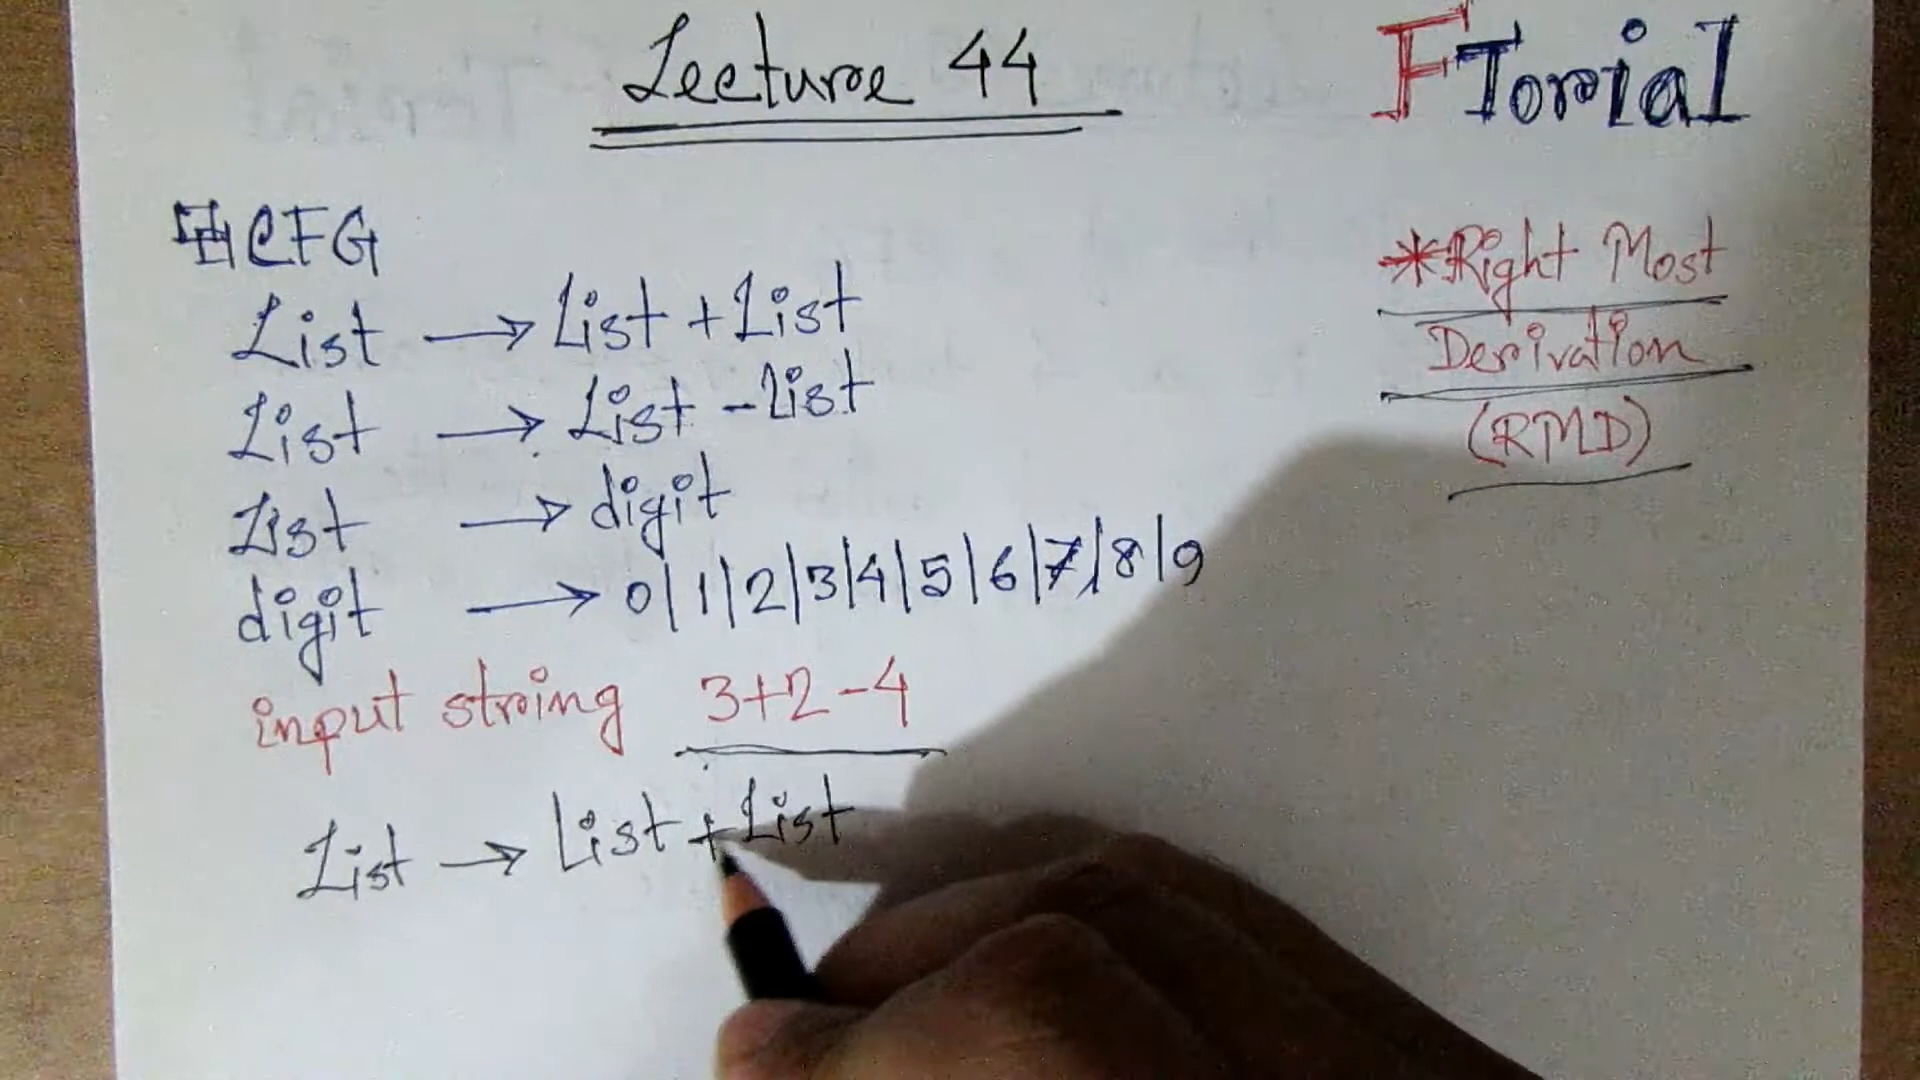 Lecture 44
FTorial
CFG
List → List + List
List → List - List
List → digit
digit → 0|1|2|3|4|5|6|7|8|9
input string 3+2-4
List → List + List
*Right Most
Derivation
(RMD)